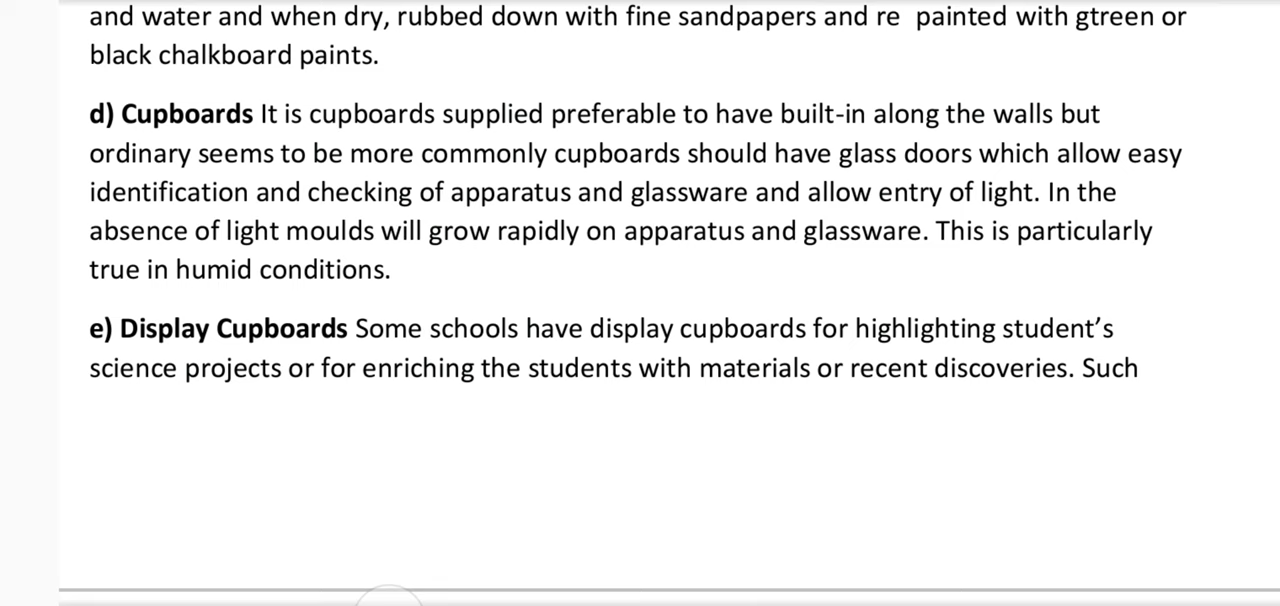 and water and when dry, rubbed down with fine sandpapers and re  painted with gtreen or
black chalkboard paints.
d) Cupboards It is cupboards supplied preferable to have built-in along the walls but
ordinary seems to be more commonly cupboards should have glass doors which allow easy
identification and checking of apparatus and glassware and allow entry of light. In the
absence of light moulds will grow rapidly on apparatus and glassware. This is particularly
true in humid conditions.
e) Display Cupboards Some schools have display cupboards for highlighting student’s
science projects or for enriching the students with materials or recent discoveries. Such